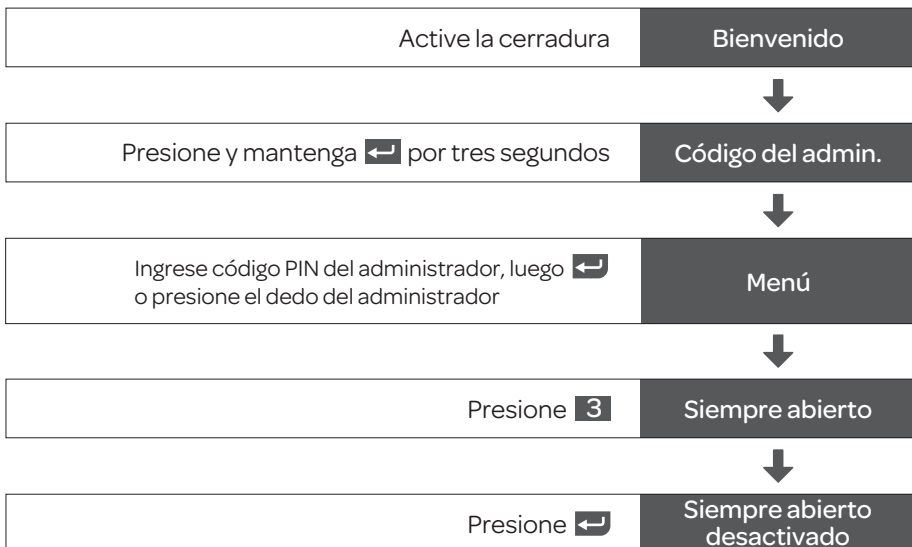 Active la cerradura Bienvenido
Presione y mantenga por tres segundos Código del admin.
Ingrese código PIN del administrador, luego
o presione el dedo del administrador
Menú
Presione 3 Siempre abierto
Presione Siempre abierto
desactivado